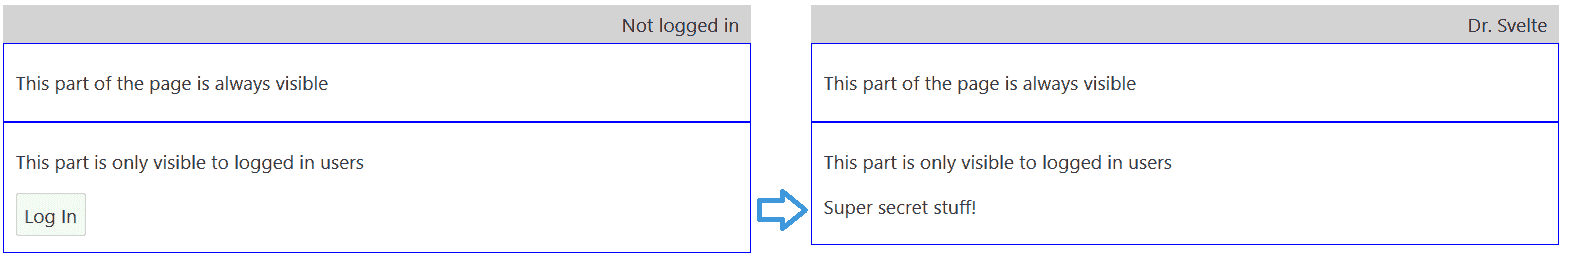 Not logged in
This part of the page is always visible
This part is only visible to logged in users
Log In
Dr. Svelte
This part of the page is always visible
This part is only visible to logged in users
Super secret stuff!